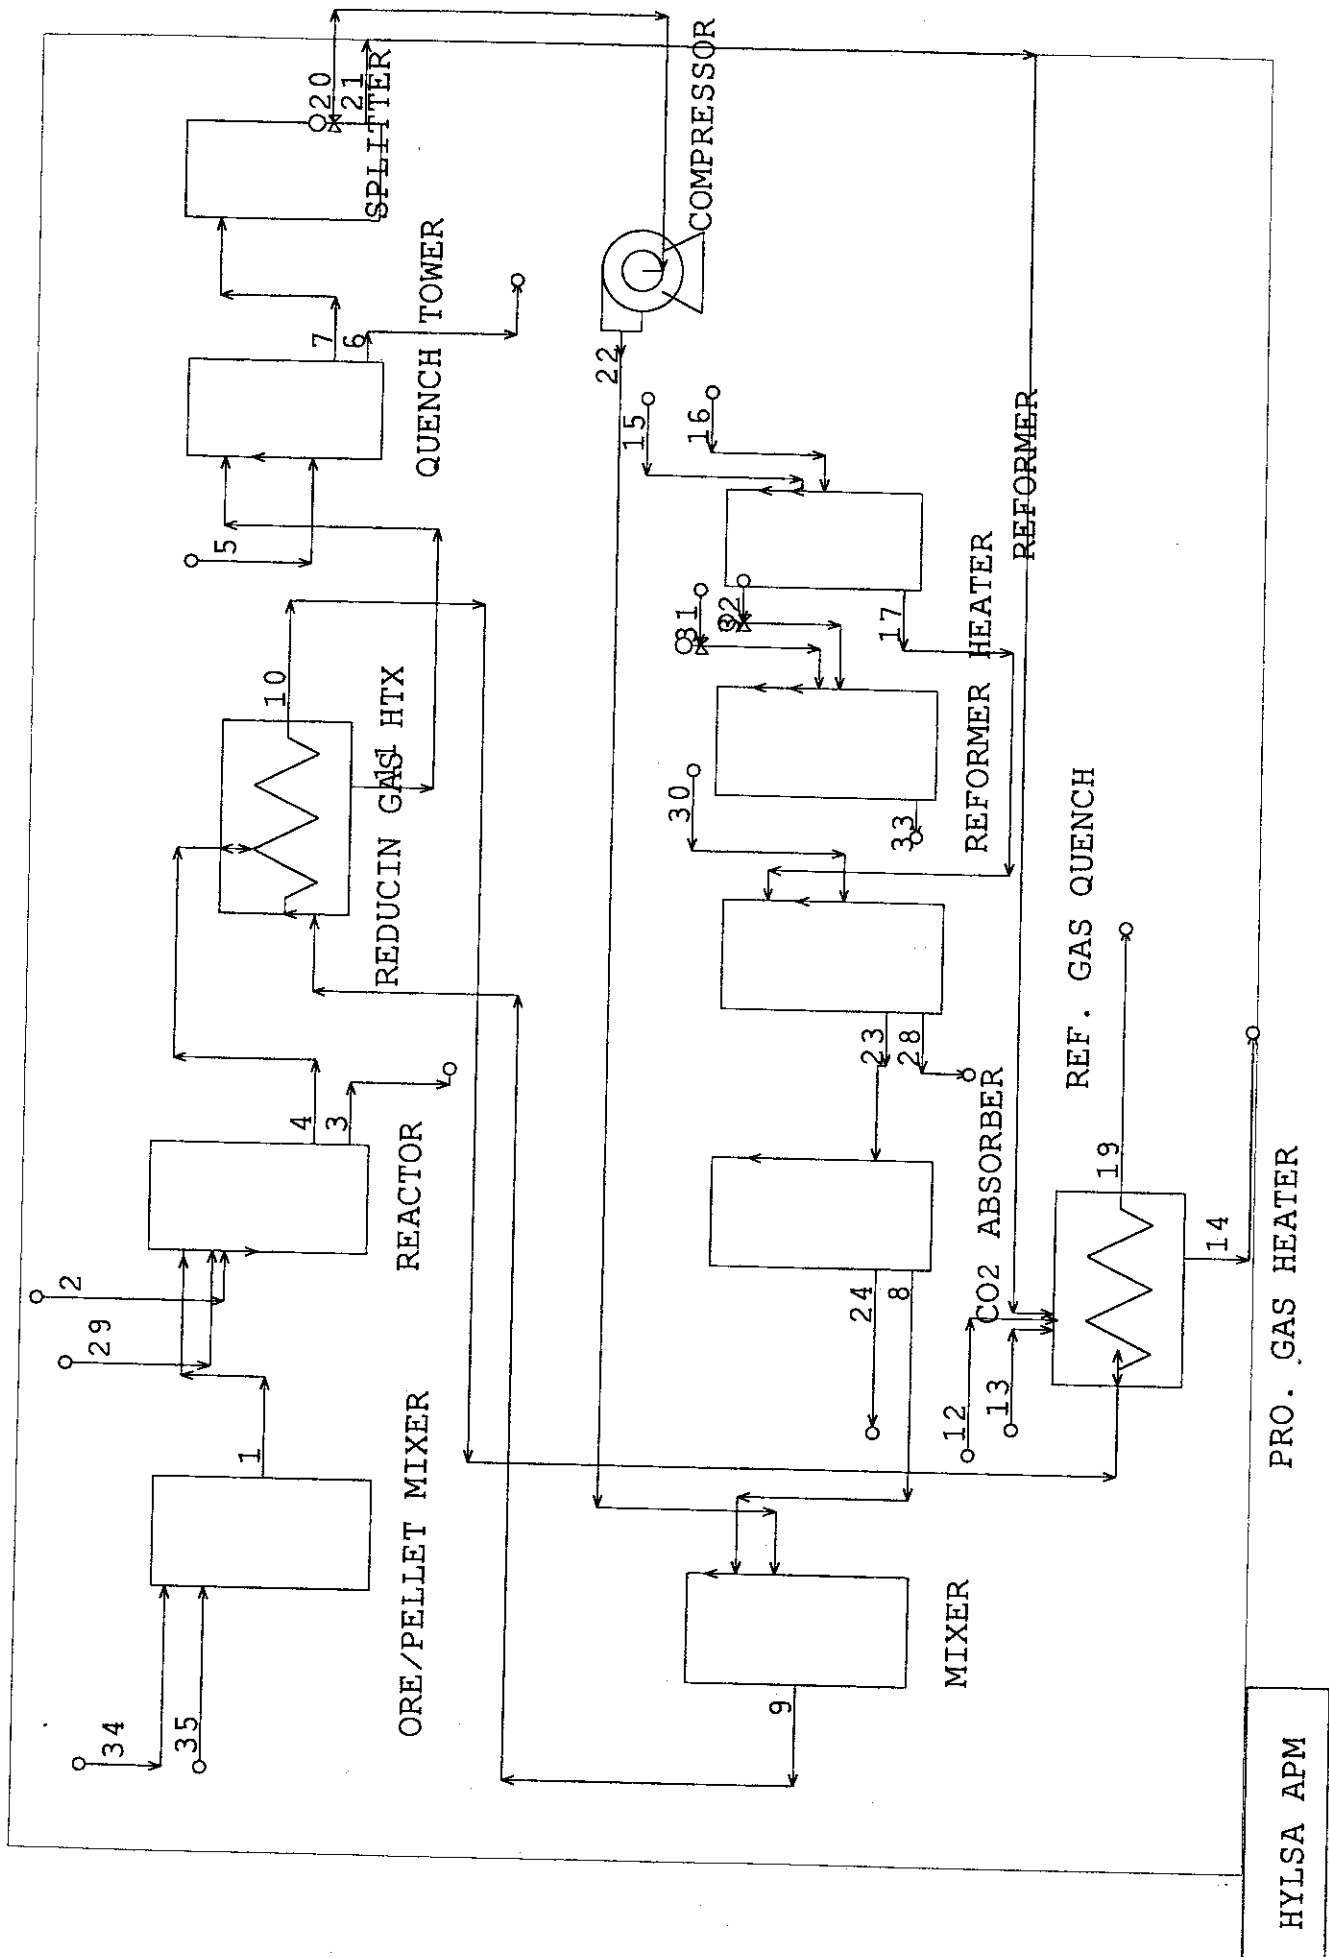 34
35
ORE/PELLET MIXER
1
29
2
REACTOR
4
3
REDUCIN GAS HTX
10
11
5
QUENCH TOWER
7
6
SPLITTER
20
21
COMPRESSOR
22
15
16
REFORMER
17
31
32
REFORMER HEATER
33
30
REF. GAS QUENCH
23
28
CO2 ABSORBER
24
8
MIXER
9
12
13
19
14
PRO. GAS HEATER
HYLSA APM